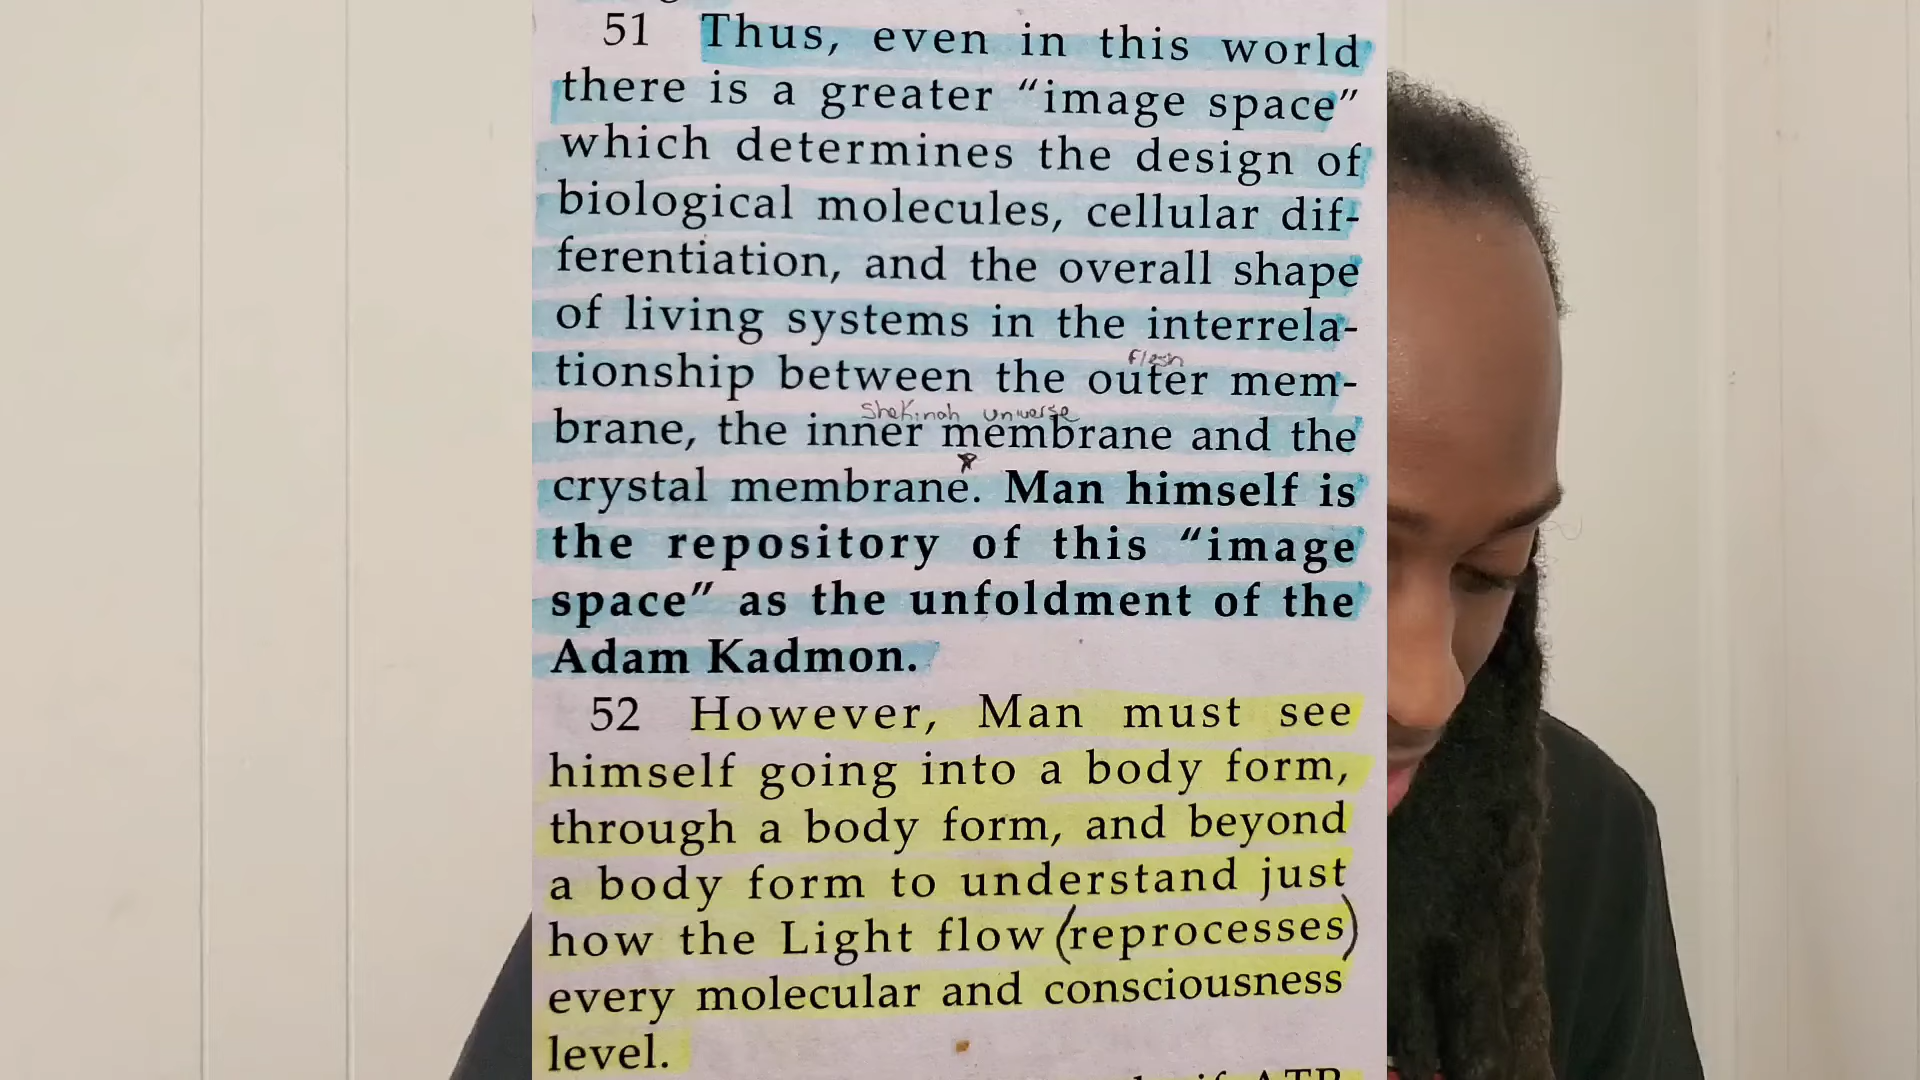 51 Thus, even in this world
there is a greater “image space”
which determines the design of
biological molecules, cellular dif-
ferentiation, and the overall shape
of living systems in the interrela-
flesh
tionship between the outer mem-
Shekinah universe
brane, the inner membrane and the
crystal membrane. Man himself is
the repository of this “image
space” as the unfoldment of the
Adam Kadmon.
52 However, Man must see
himself going into a body form,
through a body form, and beyond
a body form to understand just
how the Light flow (reprocesses)
every molecular and consciousness
level.